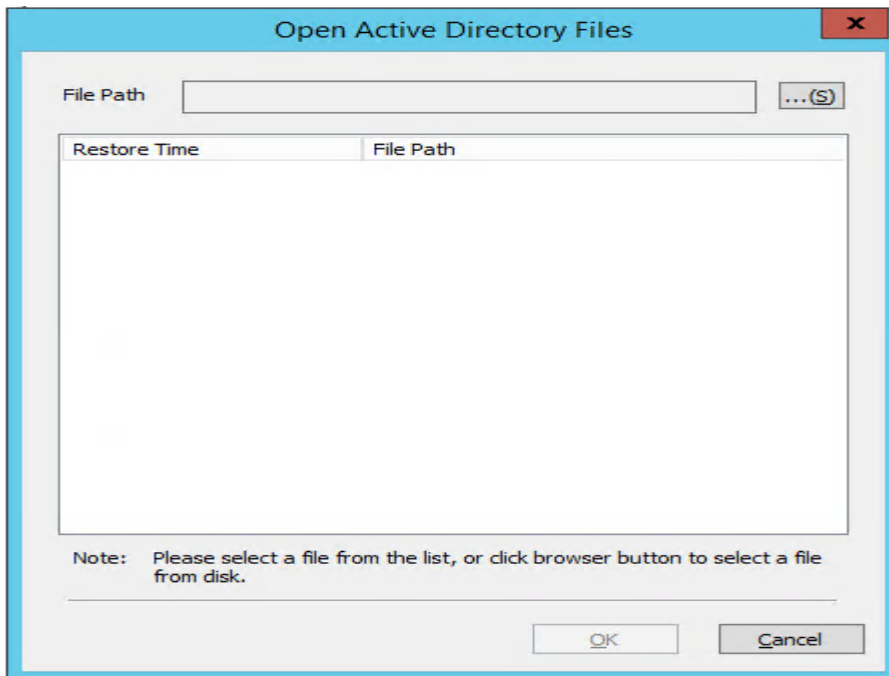 Open Active Directory Files
x
File Path
...(S)
Restore Time File Path
Note: Please select a file from the list, or click browser button to select a file
from disk.
OK Cancel